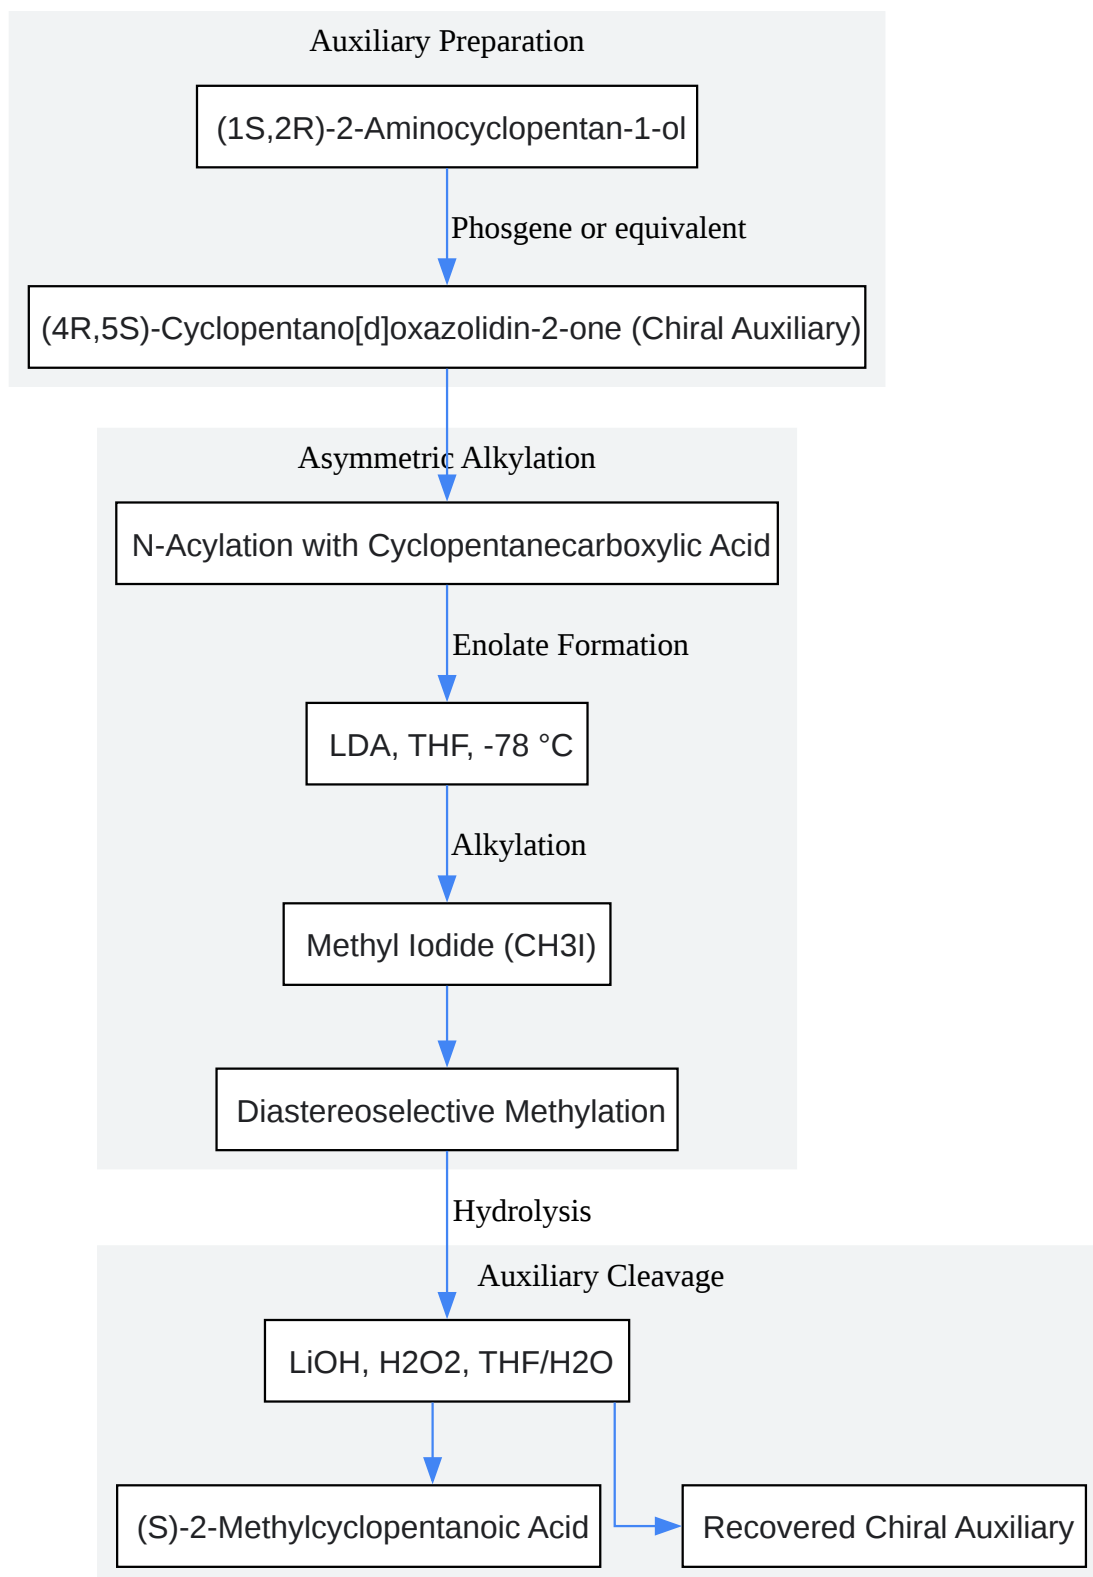 Auxiliary Preparation
(1S,2R)-2-Aminocyclopentan-1-ol
Phosgene or equivalent
(4R,5S)-Cyclopentano[d]oxazolidin-2-one (Chiral Auxiliary)
Asymmetric Alkylation
N-Acylation with Cyclopentanecarboxylic Acid
Enolate Formation
LDA, THF, -78 °C
Alkylation
Methyl Iodide (CH3I)
Diastereoselective Methylation
Hydrolysis
Auxiliary Cleavage
LiOH, H2O2, THF/H2O
(S)-2-Methylcyclopentanoic Acid
Recovered Chiral Auxiliary